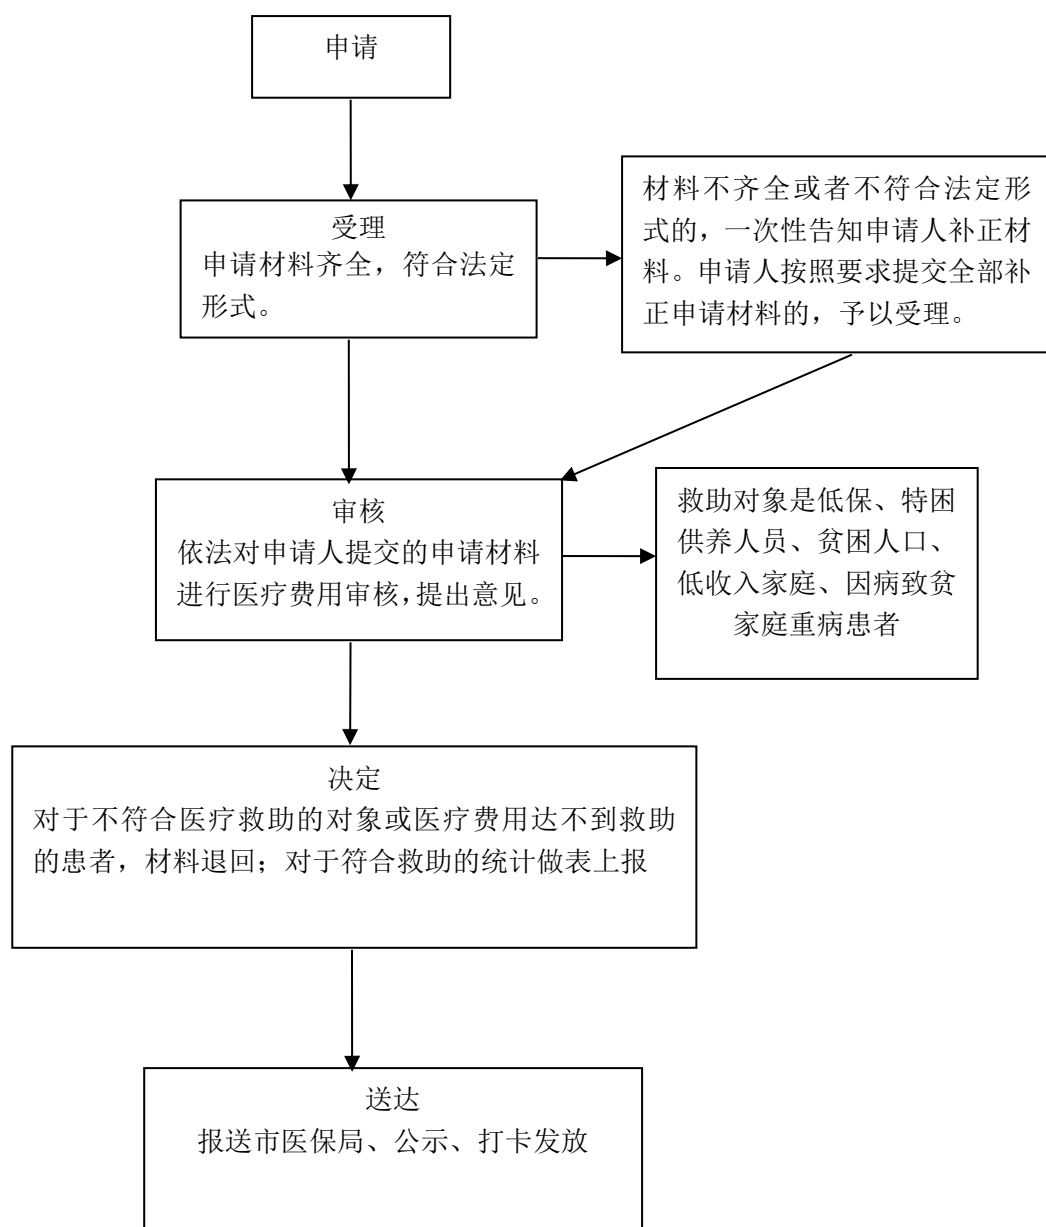 申请
受理
申请材料齐全，符合法定
形式。
材料不齐全或者不符合法定形
式的，一次性告知申请人补正材
料。申请人按照要求提交全部补
正申请材料的，予以受理。
审核
依法对申请人提交的申请材料
进行医疗费用审核，提出意见。
救助对象是低保、特困
供养人员、贫困人口、
低收入家庭、因病致贫
家庭重病患者
决定
对于不符合医疗救助的对象或医疗费用达不到救助
的患者，材料退回；对于符合救助的统计做表上报
送达
报送市医保局、公示、打卡发放